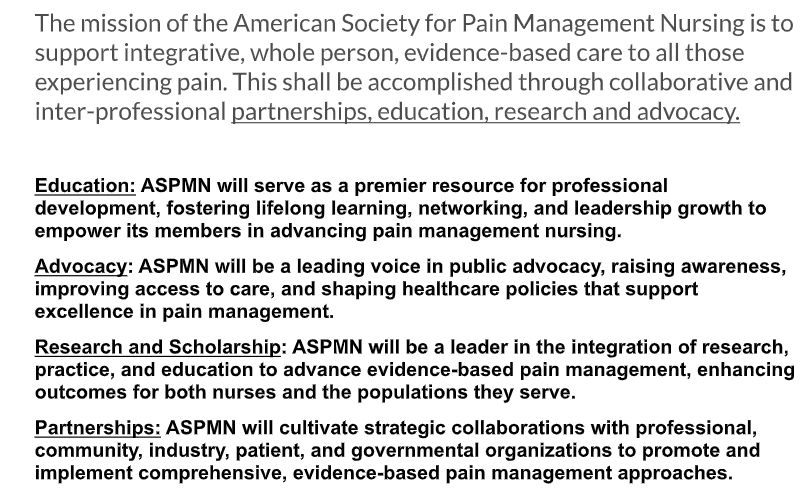 The mission of the American Society for Pain Management Nursing is to
support integrative, whole person, evidence-based care to all those
experiencing pain. This shall be accomplished through collaborative and
inter-professional partnerships, education, research and advocacy.
Education: ASPMN will serve as a premier resource for professional
development, fostering lifelong learning, networking, and leadership growth to
empower its members in advancing pain management nursing.
Advocacy: ASPMN will be a leading voice in public advocacy, raising awareness,
improving access to care, and shaping healthcare policies that support
excellence in pain management.
Research and Scholarship: ASPMN will be a leader in the integration of research,
practice, and education to advance evidence-based pain management, enhancing
outcomes for both nurses and the populations they serve.
Partnerships: ASPMN will cultivate strategic collaborations with professional,
community, industry, patient, and governmental organizations to promote and
implement comprehensive, evidence-based pain management approaches.